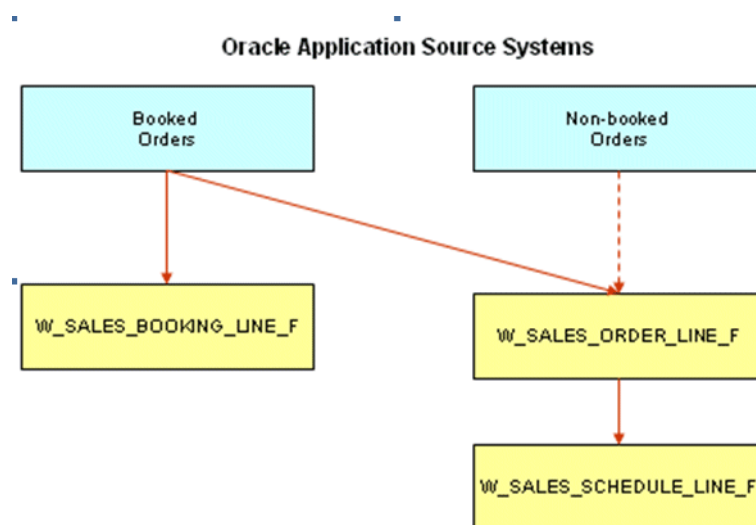 Oracle Application Source Systems
Booked
Orders
Non-booked
Orders
W_SALES_BOOKING_LINE_F
W_SALES_ORDER_LINE_F
W_SALES_SCHEDULE_LINE_F